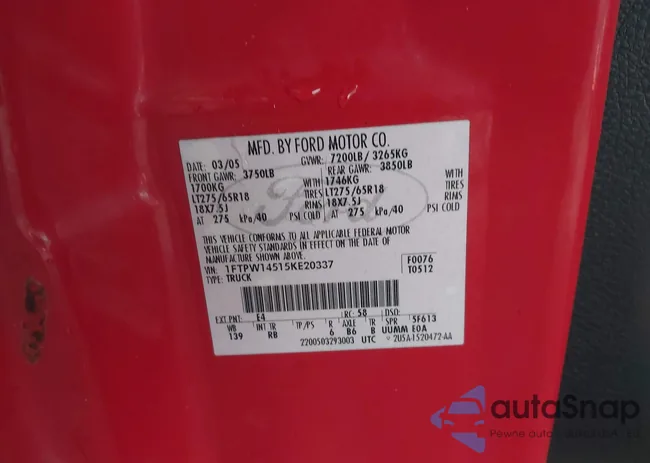 MFD. BY FORD MOTOR CO.
DATE: 03/05 GVWR: 7200LB/ 3265KG
FRONT GAWR: 3750LB REAR GAWR: 3850LB
1700KG WITH 1746KG WITH
LT275/65R18 TIRES LT275/65R18 TIRES
18X7.5J RIMS 18X7.5J RIMS
AT 275 kPa/40 PSI COLD AT 275 kPa/40 PSI COLD
Ford
THIS VEHICLE CONFORMS TO ALL APPLICABLE FEDERAL MOTOR
VEHICLE SAFETY STANDARDS IN EFFECT ON THE DATE OF
MANUFACTURE SHOWN ABOVE.
VIN: 1FTPW14515KE20337 F0076
TYPE: TRUCK T0512
EXT PNT: E4 RC: 58 DSO:
WB INT TR TP/PS R AXLE TR SPR 5F613
139 RB 6 B6 B UUMM E0A
2200503293003 UTC * 2U5A-1520472-AA
autaSnap